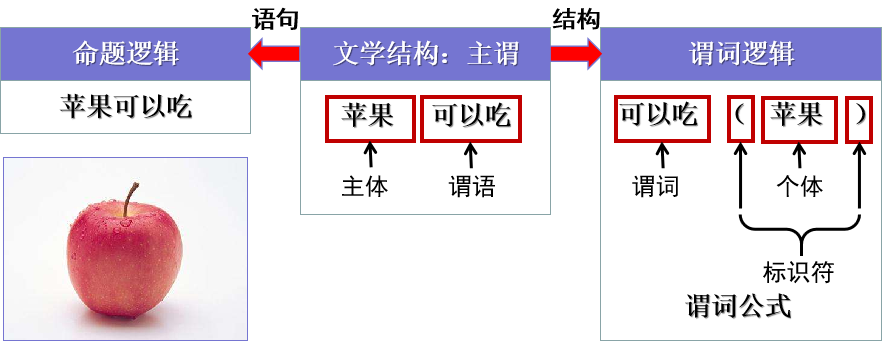 语句
结构
命题逻辑
文学结构：主谓
谓词逻辑
苹果可以吃
苹果 可以吃
可以吃 （ 苹果 ）
主体 谓语
谓词 个体
标识符
谓词公式